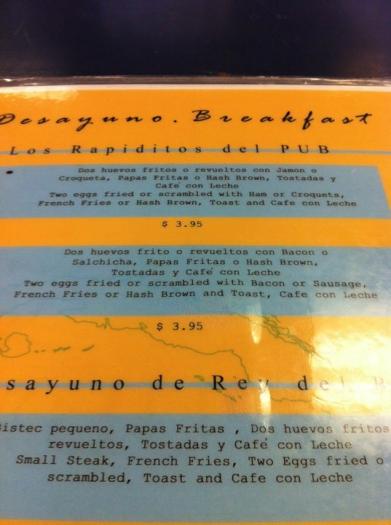 Desayuno. Breakfast
Los Rapiditos del PUB
Dos huevos fritos o revueltos con Jamon o
Croqueta, Papas Fritas o Hash Brown, Tostadas y
Café con Leche
Two eggs fried or scrambled with Ham or Croquets,
French Fries or Hash Brown, Toast and Cafe con Leche
$ 3.95
Dos huevos frito o revueltos con Bacon o
Salchicha, Papas Fritas o Hash Brown,
Tostadas y Café con Leche
Two eggs fried or scrambled with Bacon or Sausage,
French Fries or Hash Brown and Toast, Cafe con Leche
$ 3.95
sayuno de Rey del P
Bistec pequeno, Papas Fritas , Dos huevos fritos
revueltos, Tostadas y Café con Leche
Small Steak, French Fries, Two Eggs fried o
scrambled, Toast and Cafe con Leche